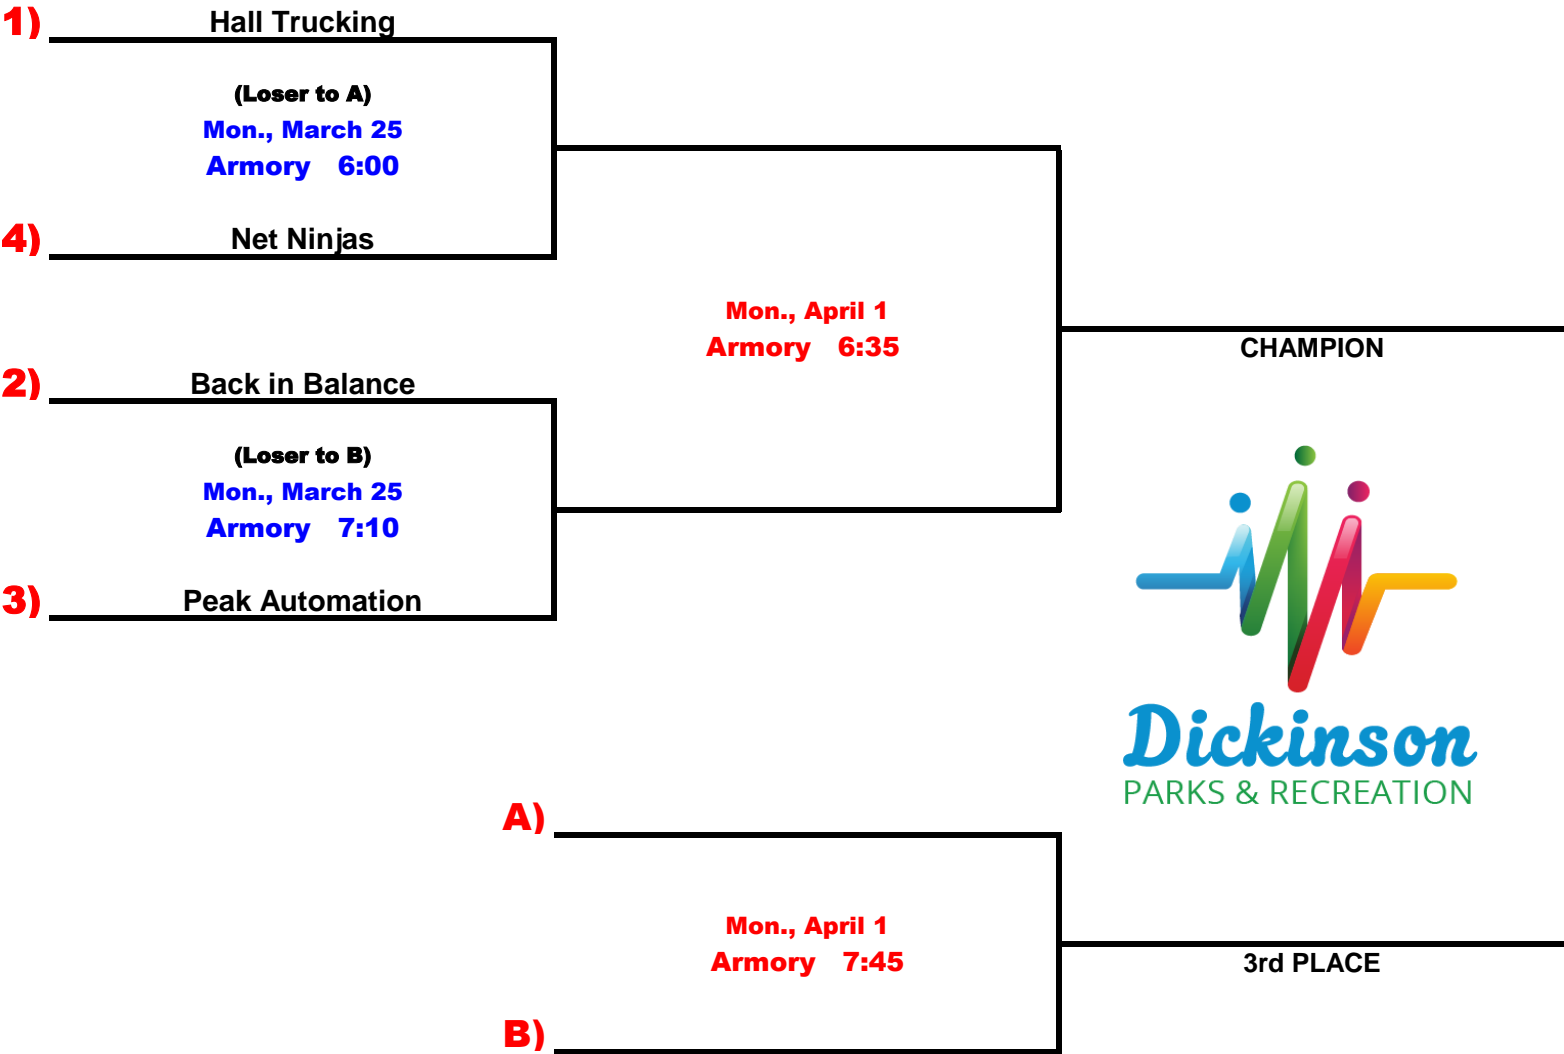 1) Hall Trucking
(Loser to A)
Mon., March 25
Armory 6:00
4) Net Ninjas
Mon., April 1
Armory 6:35
CHAMPION
2) Back in Balance
(Loser to B)
Mon., March 25
Armory 7:10
3) Peak Automation
Dickinson
PARKS & RECREATION
A)
Mon., April 1
Armory 7:45
3rd PLACE
B)